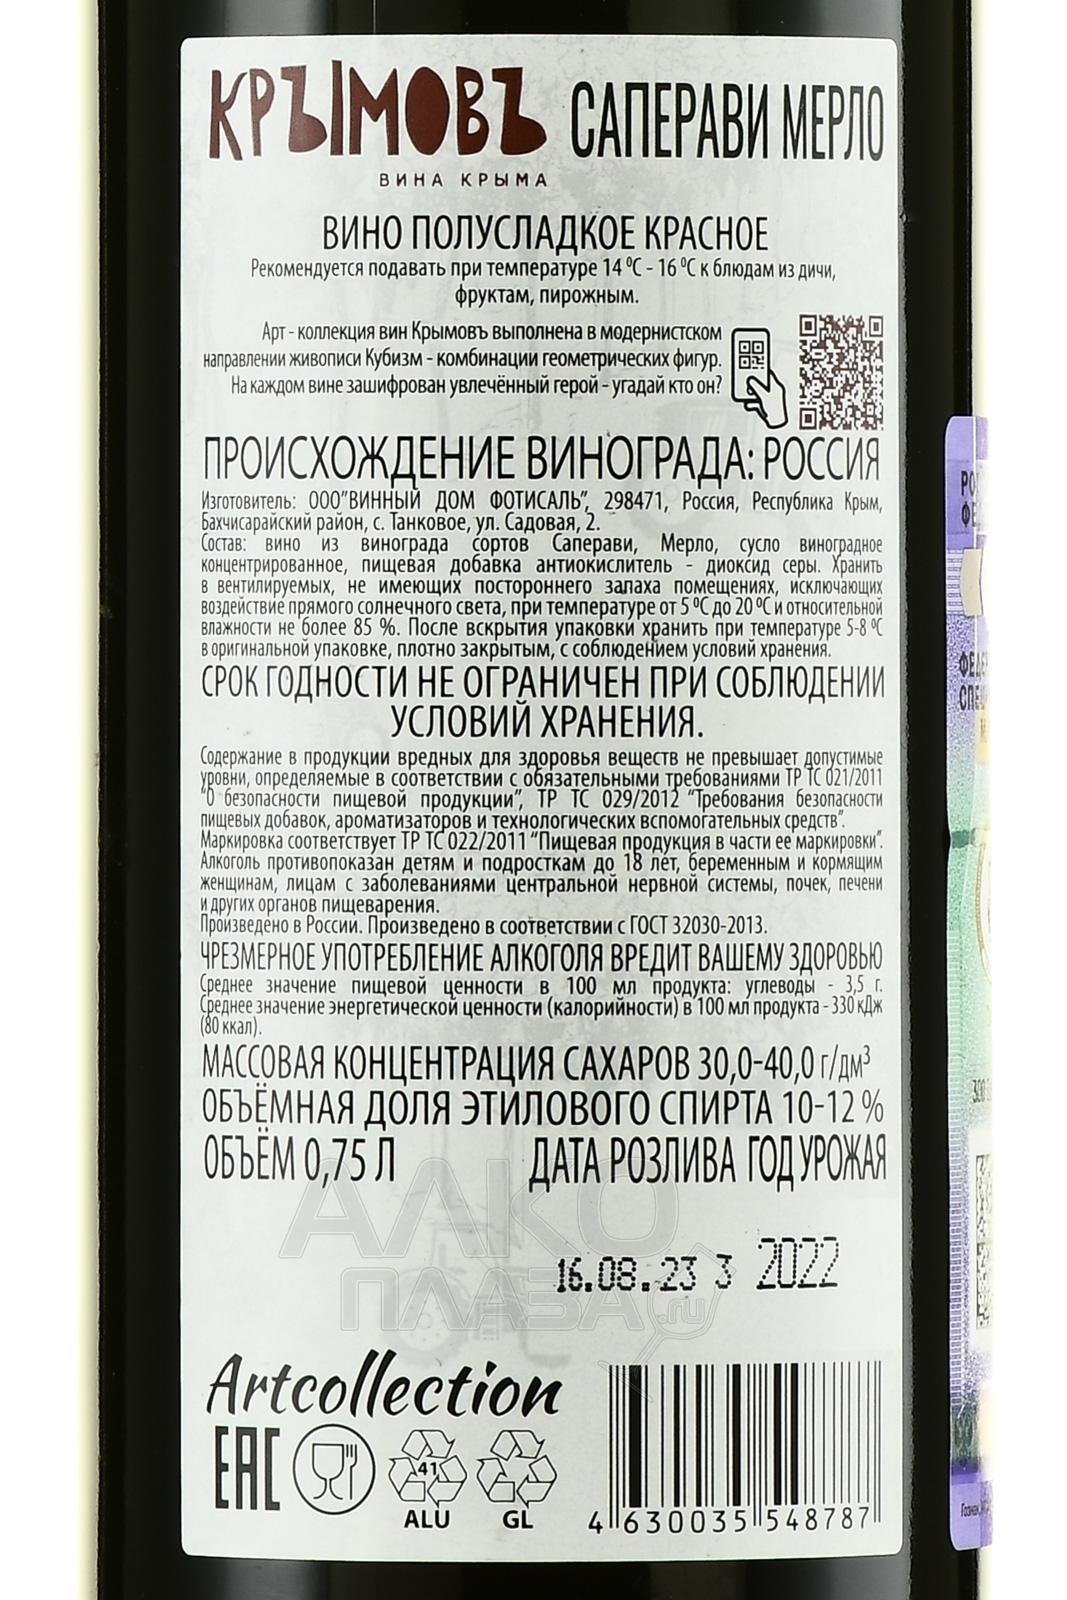 КРЪІМОВЪ САПЕРАВИ МЕРЛО
ВИНА КРЫМА
ВИНО ПОЛУСЛАДКОЕ КРАСНОЕ
Рекомендуется подавать при температуре 14 ⁰С - 16 ⁰С к блюдам из дичи,
фруктам, пирожным.
Арт - коллекция вин Крымовъ выполнена в модернистском
направлении живописи Кубизм - комбинации геометрических фигур.
На каждом вине зашифрован увлечённый герой - угадай кто он?
ПРОИСХОЖДЕНИЕ ВИНОГРАДА: РОССИЯ
Изготовитель: ООО"ВИННЫЙ ДОМ ФОТИСАЛЬ", 298471, Россия, Республика Крым,
Бахчисарайский район, с. Танковое, ул. Садовая, 2.
Состав: вино из винограда сортов Саперави, Мерло, сусло виноградное
концентрированное, пищевая добавка антиокислитель - диоксид серы. Хранить
в вентилируемых, не имеющих постороннего запаха помещениях, исключающих
воздействие прямого солнечного света, при температуре от 5 ⁰С до 20 ⁰С и относительной
влажности не более 85 %. После вскрытия упаковки хранить при температуре 5-8 ⁰С
в оригинальной упаковке, плотно закрытым, с соблюдением условий хранения.
СРОК ГОДНОСТИ НЕ ОГРАНИЧЕН ПРИ СОБЛЮДЕНИИ
УСЛОВИЙ ХРАНЕНИЯ.
Содержание в продукции вредных для здоровья веществ не превышает допустимые
уровни, определяемые в соответствии с обязательными требованиями ТР ТС 021/2011
"О безопасности пищевой продукции", ТР ТС 029/2012 "Требования безопасности
пищевых добавок, ароматизаторов и технологических вспомогательных средств".
Маркировка соответствует ТР ТС 022/2011 "Пищевая продукция в части ее маркировки".
Алкоголь противопоказан детям и подросткам до 18 лет, беременным и кормящим
женщинам, лицам с заболеваниями центральной нервной системы, почек, печени
и других органов пищеварения.
Произведено в России. Произведено в соответствии с ГОСТ 32030-2013.
ЧРЕЗМЕРНОЕ УПОТРЕБЛЕНИЕ АЛКОГОЛЯ ВРЕДИТ ВАШЕМУ ЗДОРОВЬЮ
Среднее значение пищевой ценности в 100 мл продукта: углеводы - 3,5 г.
Среднее значение энергетической ценности (калорийности) в 100 мл продукта - 330 кДж
(80 ккал).
МАССОВАЯ КОНЦЕНТРАЦИЯ САХАРОВ 30,0-40,0 г/дм³
ОБЪЁМНАЯ ДОЛЯ ЭТИЛОВОГО СПИРТА 10-12 %
ОБЪЁМ 0,75 Л ДАТА РОЗЛИВА ГОД УРОЖАЯ
АЛКО
ПЛАЗА.ru
16.08.23 3 2022
Artcollection
EAC
41
ALU GL
4 630035 548787